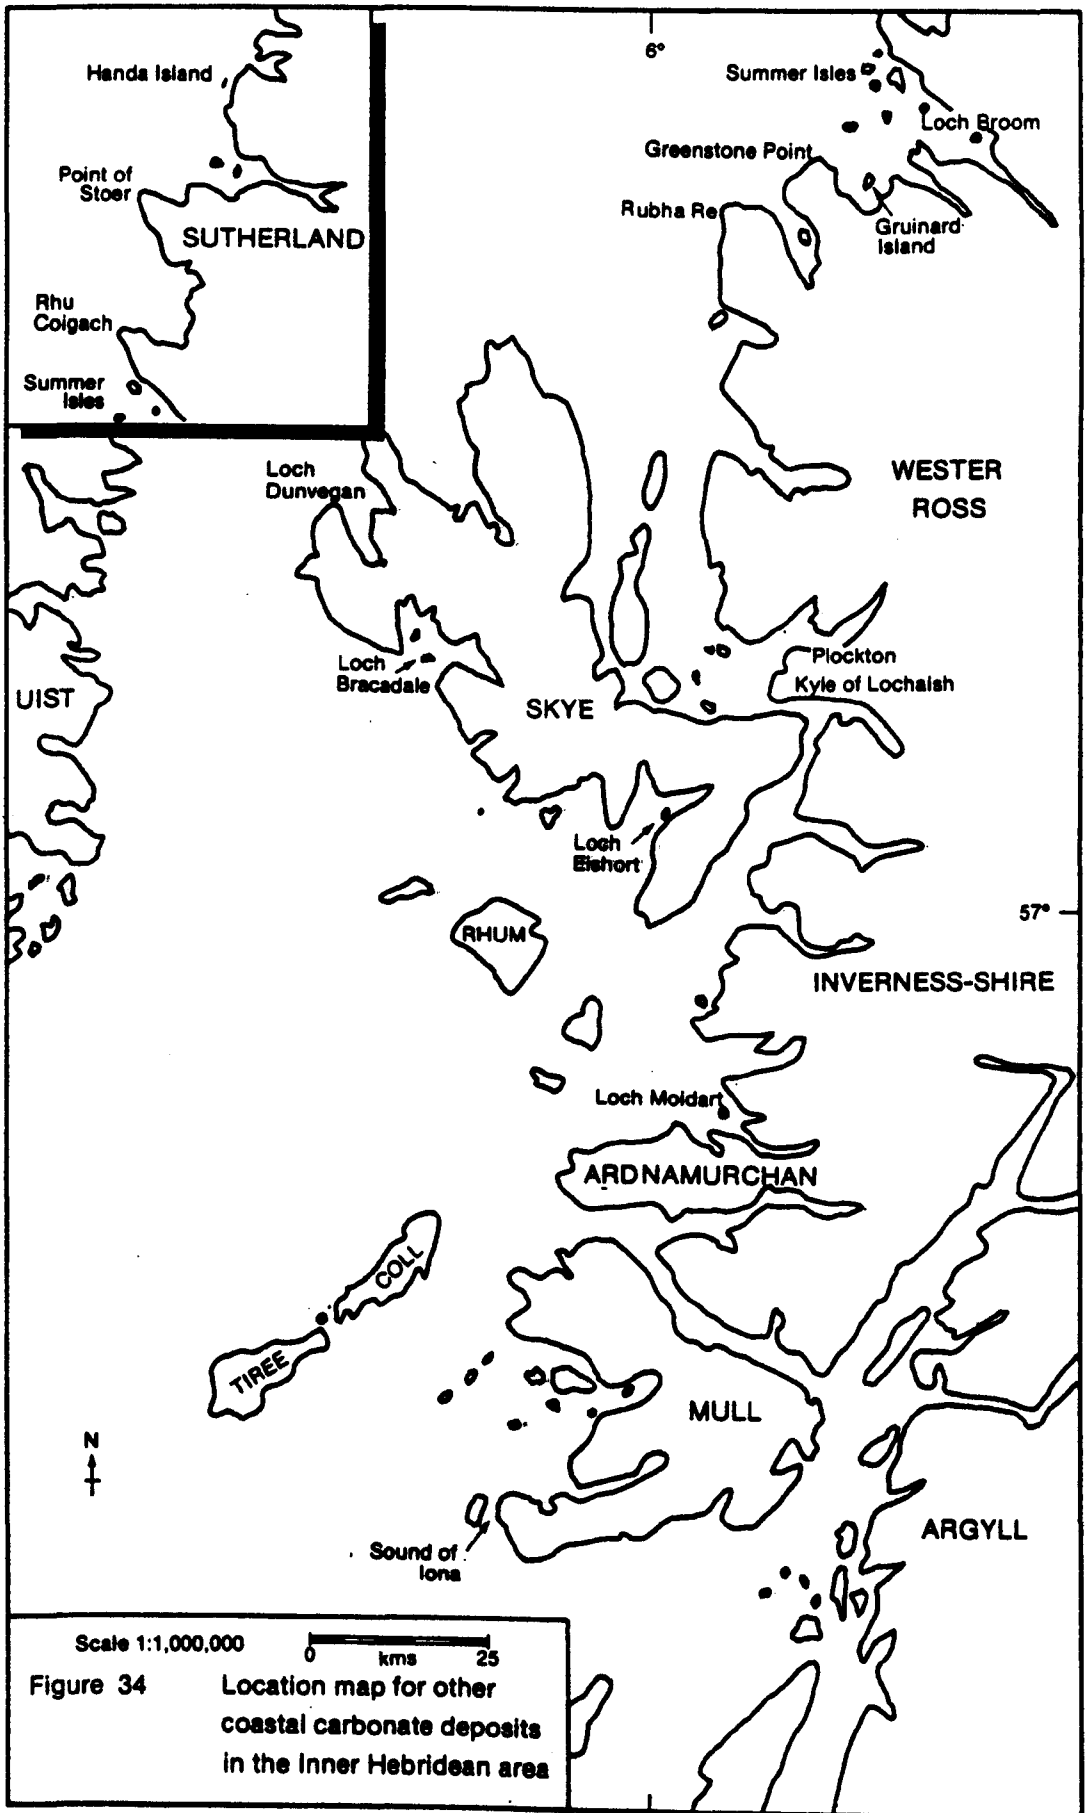 6°
Handa Island
Point of
Stoer
SUTHERLAND
Rhu
Coigach
Summer
Isles
Summer Isles
Loch Broom
Greenstone Point
Rubha Re
Gruinard
Island
Loch
Dunvegan
WESTER
ROSS
Loch
Bracadale
Plockton
Kyle of Lochalsh
UIST
SKYE
Loch
Eishort
57°
RHUM
INVERNESS-SHIRE
Loch Moidart
ARDNAMURCHAN
COLL
TIREE
MULL
N
ARGYLL
Sound of
Iona
Scale 1:1,000,000
0 kms 25
Figure 34 Location map for other
coastal carbonate deposits
in the Inner Hebridean area